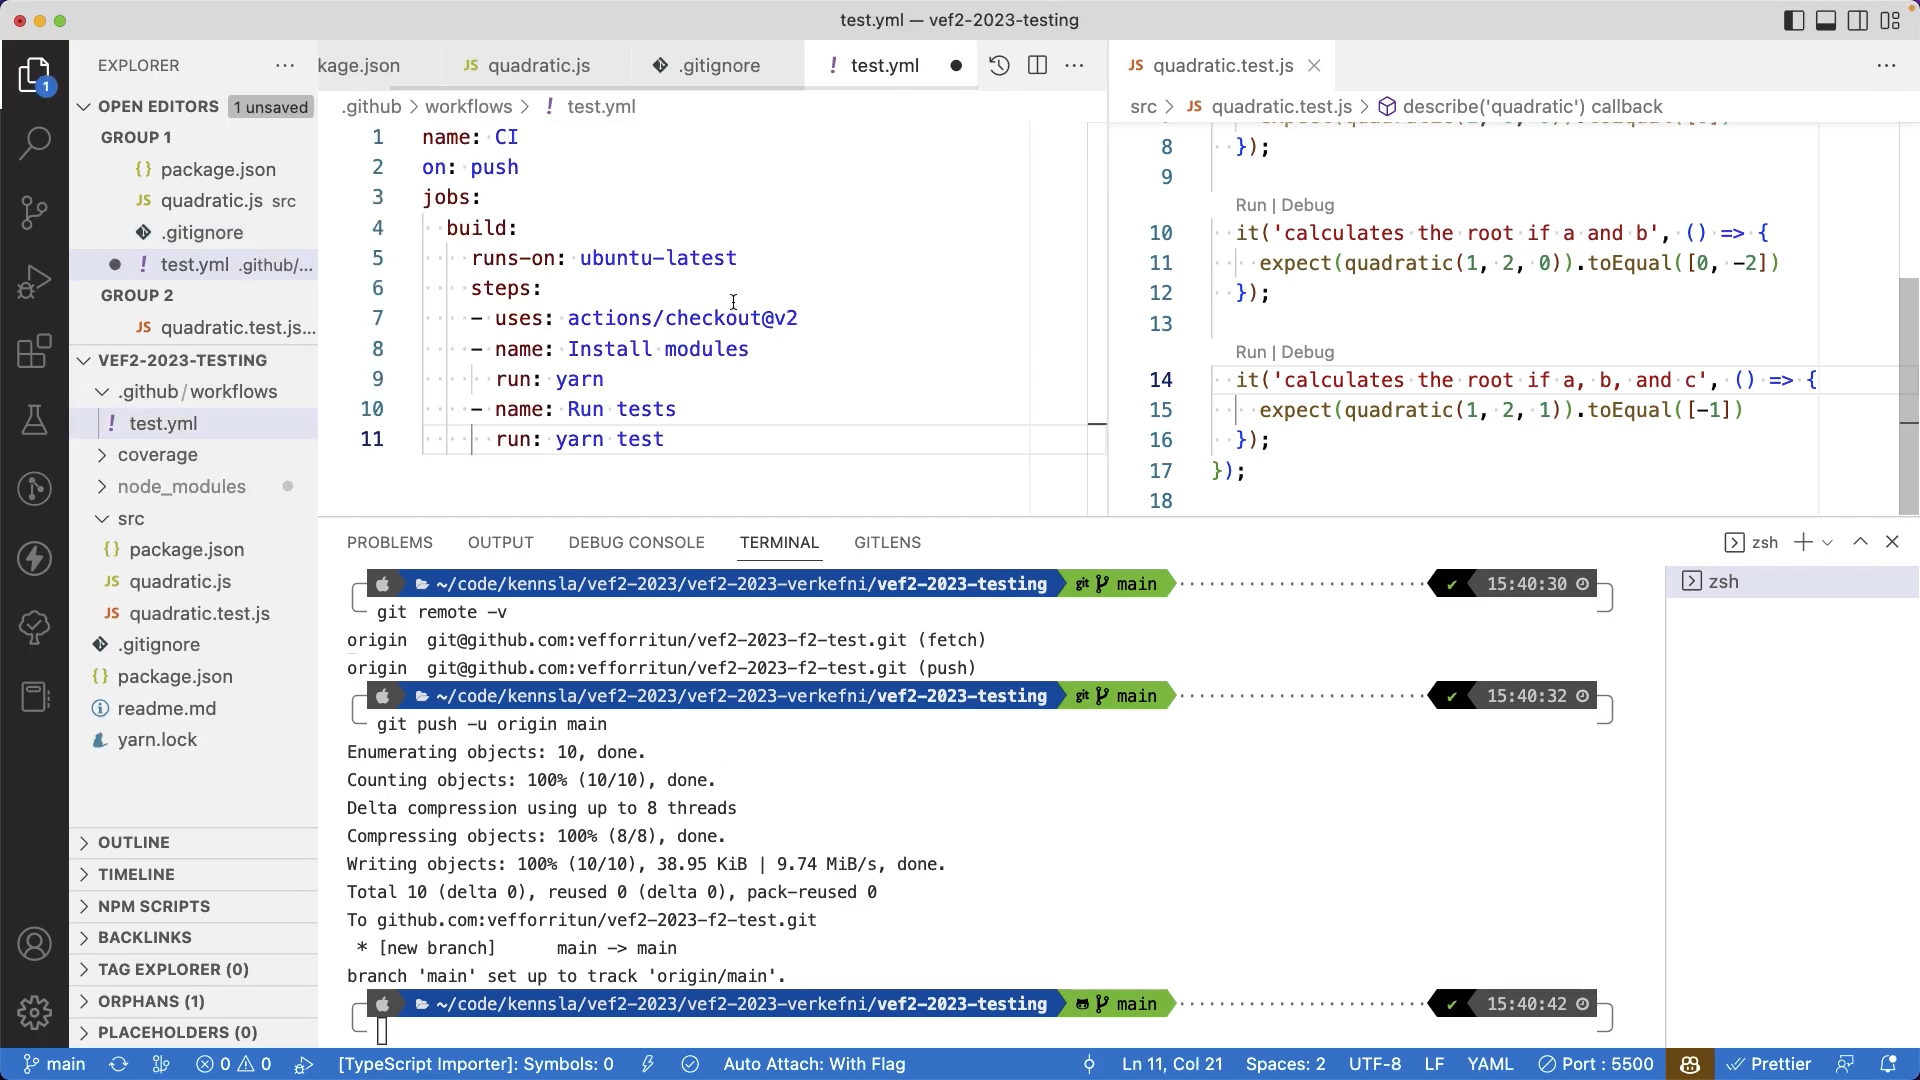 test.yml — vef2-2023-testing
EXPLORER
kage.json
JS quadratic.js
.gitignore
! test.yml
JS quadratic.test.js
OPEN EDITORS 1 unsaved
GROUP 1
{} package.json
JS quadratic.js src
.gitignore
! test.yml .github/...
GROUP 2
JS quadratic.test.js...
VEF2-2023-TESTING
.github/workflows
! test.yml
coverage
node_modules
src
{} package.json
JS quadratic.js
JS quadratic.test.js
.gitignore
{} package.json
readme.md
yarn.lock
OUTLINE
TIMELINE
NPM SCRIPTS
BACKLINKS
TAG EXPLORER (0)
ORPHANS (1)
PLACEHOLDERS (0)
1
.github > workflows > ! test.yml
1 name: CI
2 on: push
3 jobs:
4 build:
5 runs-on: ubuntu-latest
6 steps:
7 - uses: actions/checkout@v2
8 - name: Install modules
9 run: yarn
10 - name: Run tests
11 run: yarn test
src > JS quadratic.test.js > describe('quadratic') callback
8 });
9
Run | Debug
10 it('calculates the root if a and b', () => {
11 expect(quadratic(1, 2, 0)).toEqual([0, -2])
12 });
13
Run | Debug
14 it('calculates the root if a, b, and c', () => {
15 expect(quadratic(1, 2, 1)).toEqual([-1])
16 });
17 });
18
PROBLEMS OUTPUT DEBUG CONSOLE TERMINAL GITLENS
zsh
zsh
~/code/kennsla/vef2-2023/vef2-2023-verkefni/vef2-2023-testing git main ✔ 15:40:30
git remote -v
origin git@github.com:vefforritun/vef2-2023-f2-test.git (fetch)
origin git@github.com:vefforritun/vef2-2023-f2-test.git (push)
~/code/kennsla/vef2-2023/vef2-2023-verkefni/vef2-2023-testing git main ✔ 15:40:32
git push -u origin main
Enumerating objects: 10, done.
Counting objects: 100% (10/10), done.
Delta compression using up to 8 threads
Compressing objects: 100% (8/8), done.
Writing objects: 100% (10/10), 38.95 KiB | 9.74 MiB/s, done.
Total 10 (delta 0), reused 0 (delta 0), pack-reused 0
To github.com:vefforritun/vef2-2023-f2-test.git
* [new branch] main -> main
branch 'main' set up to track 'origin/main'.
~/code/kennsla/vef2-2023/vef2-2023-verkefni/vef2-2023-testing main ✔ 15:40:42
main 0 0 [TypeScript Importer]: Symbols: 0 Auto Attach: With Flag Ln 11, Col 21 Spaces: 2 UTF-8 LF YAML Port : 5500 Prettier